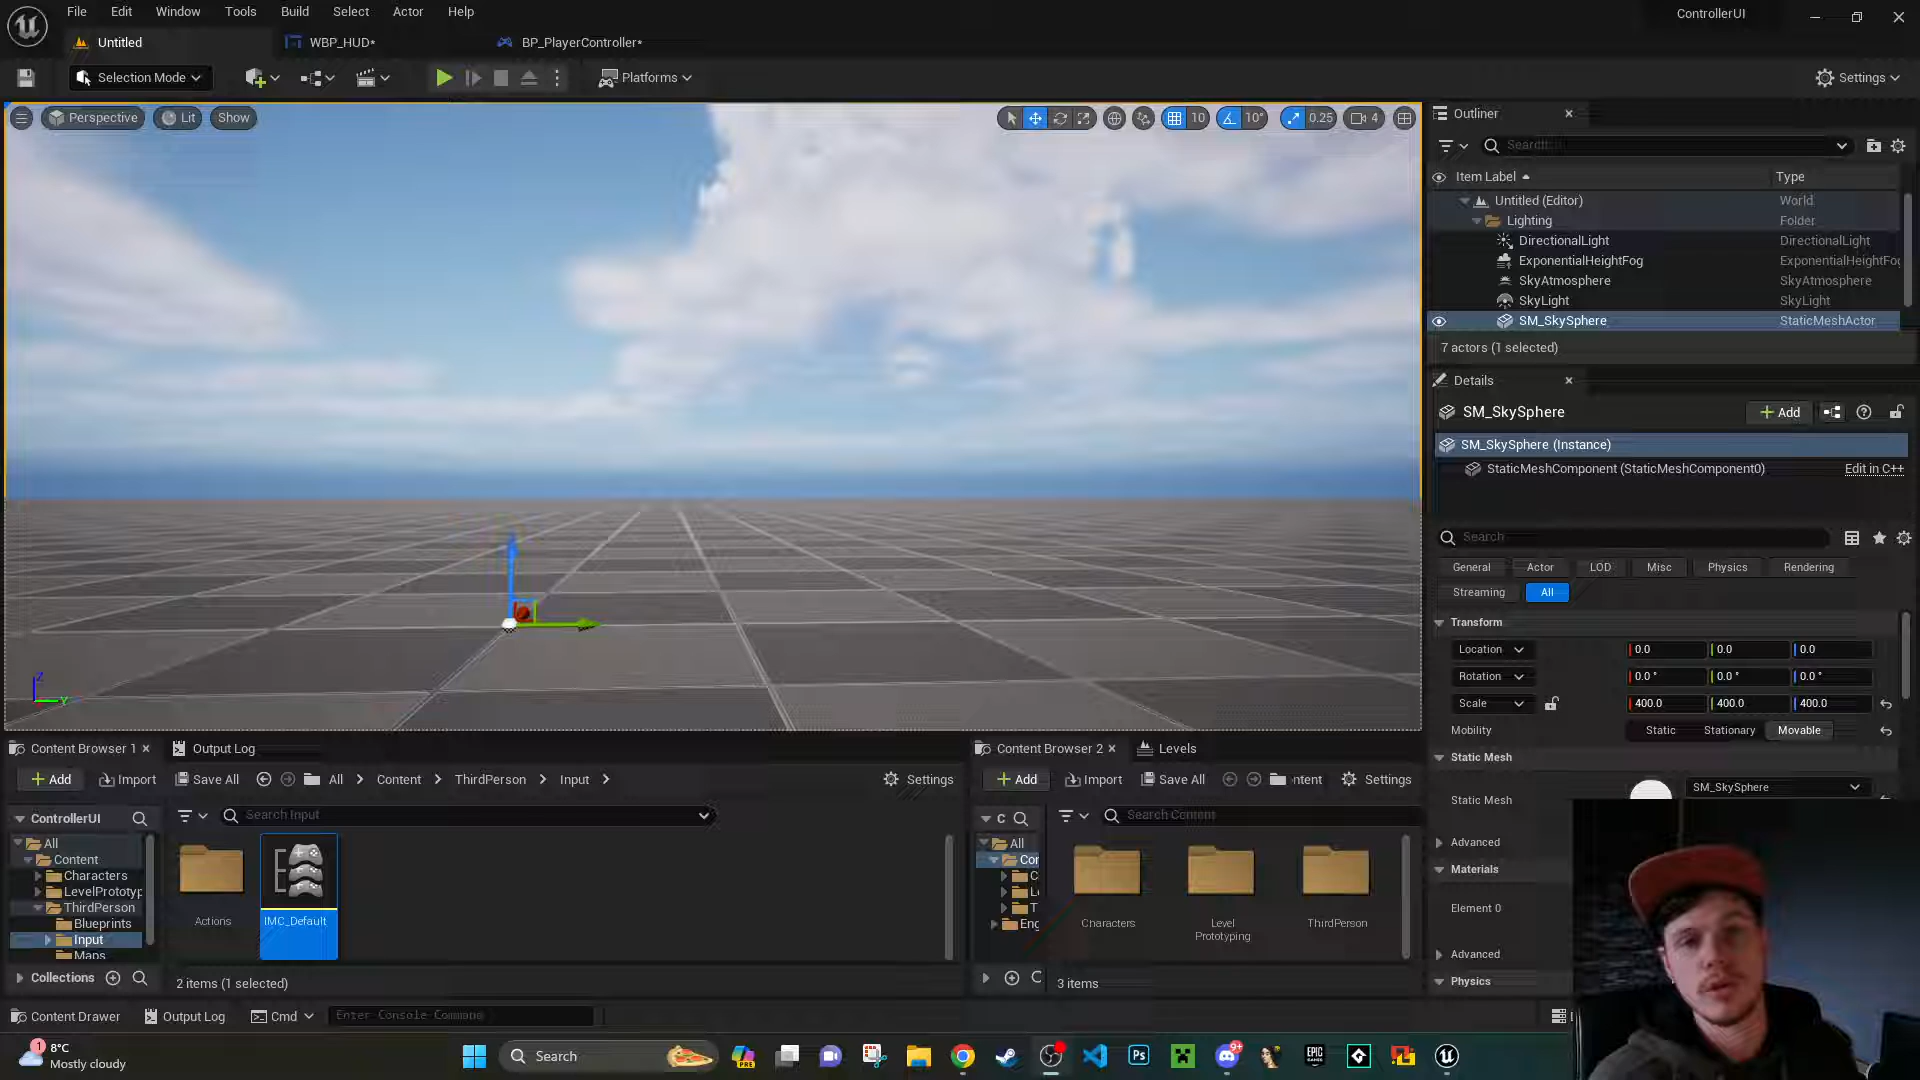 File Edit Window Tools Build Select Actor Help
ControllerUI
Untitled
WBP_HUD*
BP_PlayerController*
Selection Mode
Platforms
Settings
Perspective
Lit
Show
10
10°
0.25
4
Outliner
Search...
Item Label
Type
Untitled (Editor)
World
Lighting
Folder
DirectionalLight
DirectionalLight
ExponentialHeightFog
ExponentialHeightFog
SkyAtmosphere
SkyAtmosphere
SkyLight
SkyLight
SM_SkySphere
StaticMeshActor
7 actors (1 selected)
Details
SM_SkySphere
Add
SM_SkySphere (Instance)
StaticMeshComponent (StaticMeshComponent0)
Edit in C++
Search
General
Actor
LOD
Misc
Physics
Rendering
Streaming
All
Transform
Location
0.0
0.0
0.0
Rotation
0.0 °
0.0 °
0.0 °
Scale
400.0
400.0
400.0
Mobility
Static
Stationary
Movable
Static Mesh
Static Mesh
SM_SkySphere
Advanced
Materials
Element 0
Advanced
Physics
Z
Y
Content Browser 1
Output Log
Add
Import
Save All
All
Content
ThirdPerson
Input
Settings
ControllerUI
Search Input
All
Content
Characters
LevelPrototyp
ThirdPerson
Blueprints
Input
Maps
Collections
Actions
IMC_Default
2 items (1 selected)
Content Browser 2
Levels
Add
Import
Save All
ntent
Settings
C
Search Content
All
Cor
C
L
T
Eng
Characters
Level
Prototyping
ThirdPerson
3 items
Content Drawer
Output Log
Cmd
Enter Console Command
1
8°C
Mostly cloudy
Search
PRE
Ps
9+
EPIC
GAMES